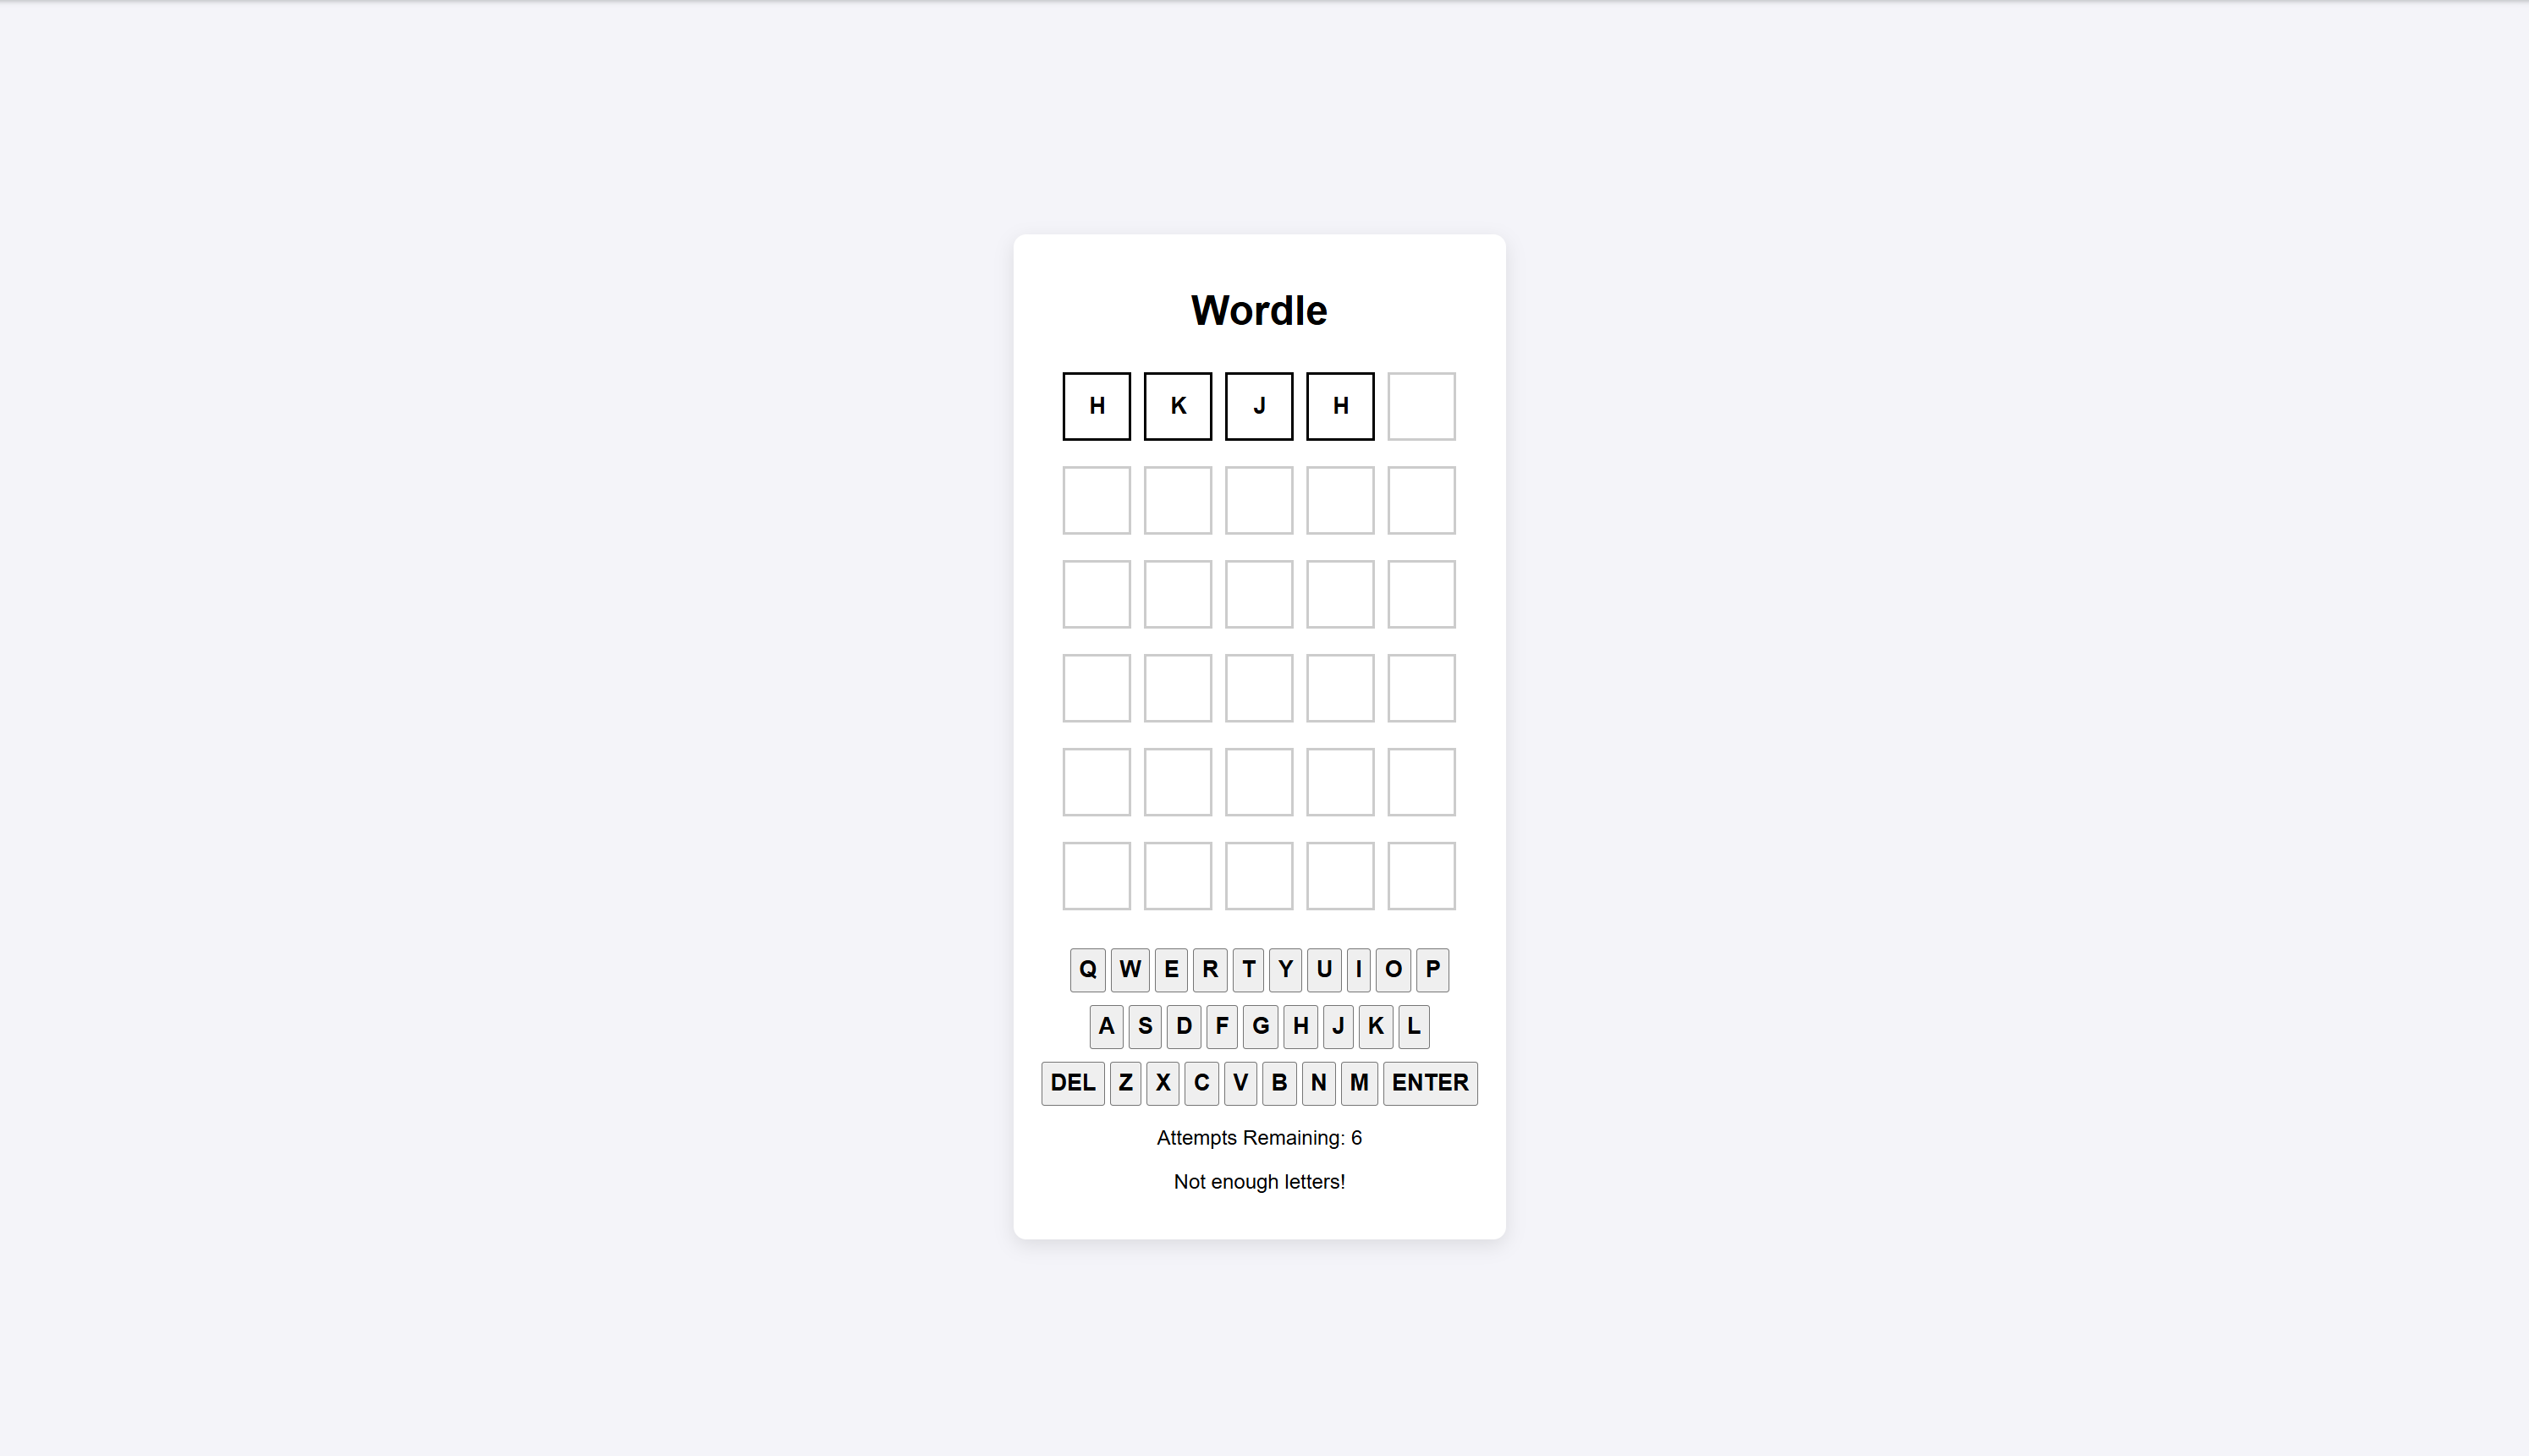 Wordle
H K J H
Q W E R T Y U I O P
A S D F G H J K L
DEL Z X C V B N M ENTER
Attempts Remaining: 6
Not enough letters!